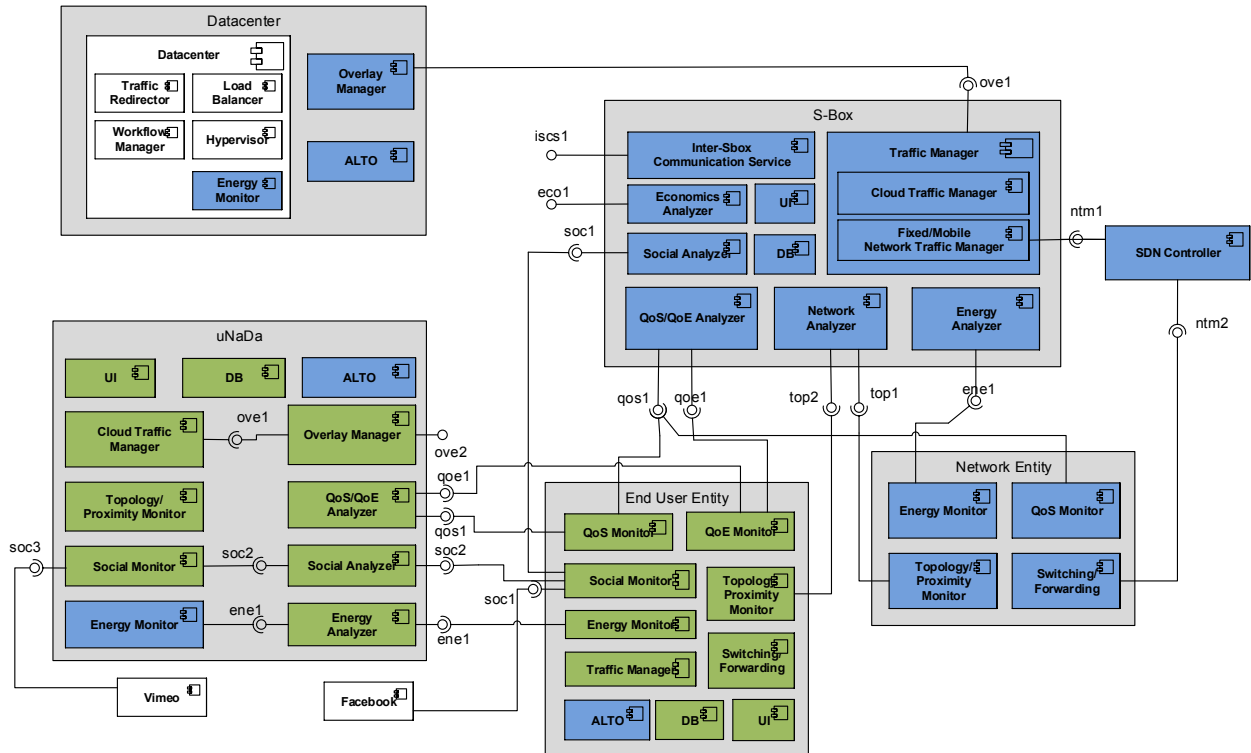 Datacenter
Datacenter
Traffic
Redirector
Load
Balancer
Workflow
Manager
Hypervisor
Energy
Monitor
Overlay
Manager
ALTO
ove1
S-Box
iscs1
Inter-Sbox
Communication Service
eco1
Economics
Analyzer
UI
soc1
Social Analyzer
DB
Traffic Manager
Cloud Traffic Manager
Fixed/Mobile
Network Traffic Manager
ntm1
SDN Controller
ntm2
QoS/QoE Analyzer
Network
Analyzer
Energy
Analyzer
qos1
qoe1
top2
top1
ene1
uNaDa
UI
DB
ALTO
Cloud Traffic
Manager
ove1
Overlay Manager
ove2
Topology/
Proximity Monitor
QoS/QoE
Analyzer
qoe1
qos1
soc3
Social Monitor
soc2
Social Analyzer
soc2
Energy Monitor
ene1
Energy
Analyzer
ene1
Vimeo
Facebook
soc1
End User Entity
QoS Monitor
QoE Monitor
Social Monitor
Topology/
Proximity
Monitor
Energy Monitor
Traffic Manager
Switching/
Forwarding
ALTO
DB
UI
Network Entity
Energy Monitor
QoS Monitor
Topology/
Proximity
Monitor
Switching/
Forwarding